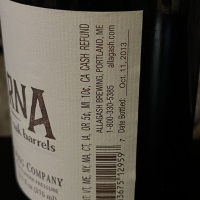 RNA
barrels
NG COMPANY
VT, ME, NY, MA, CT, IA, OR 5¢, MI 10¢, CA CASH REFUND
ALLAGASH BREWING, PORTLAND, ME
allagash.com
1-800-330-5385
Date Bottled: Oct. 11, 2013